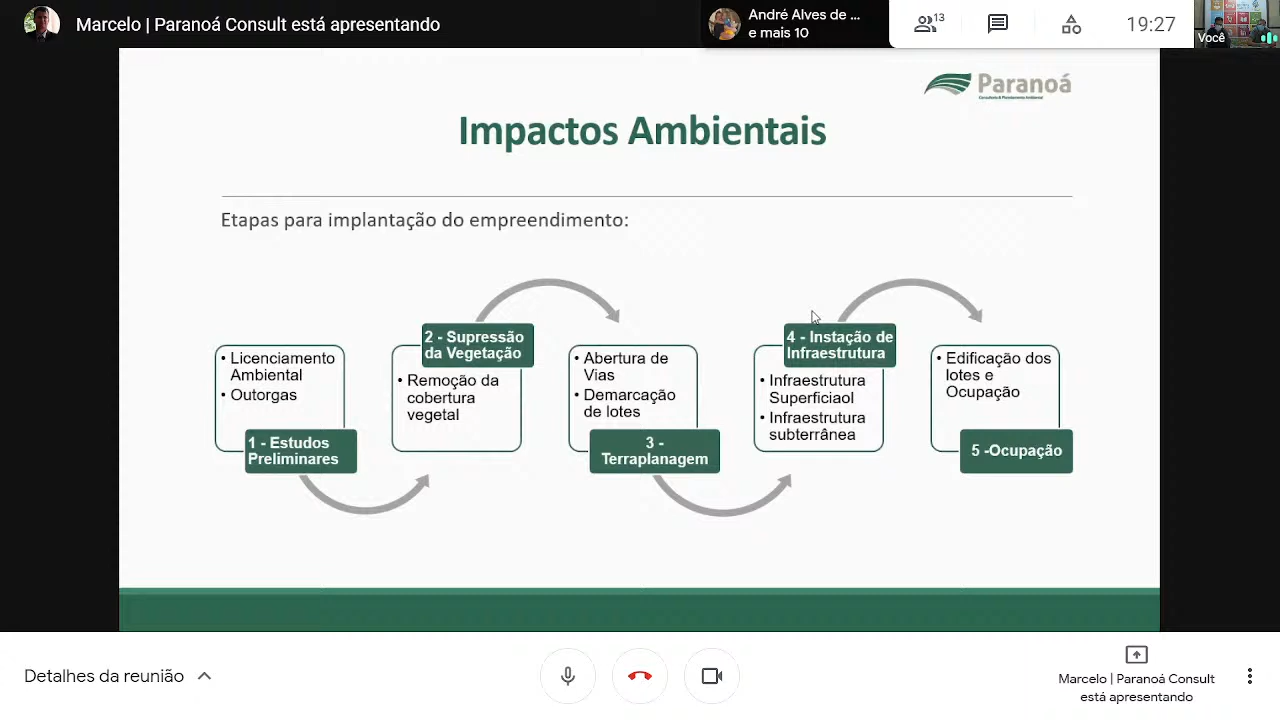 Marcelo | Paranoá Consult está apresentando
André Alves de ...
e mais 10
13
19:27
Você
Paranoá
Consultoria & Planejamento Ambiental
Impactos Ambientais
Etapas para implantação do empreendimento:
• Licenciamento
Ambiental
• Outorgas
1 - Estudos
Preliminares
2 - Supressão
da Vegetação
• Remoção da
cobertura
vegetal
• Abertura de
Vias
• Demarcação
de lotes
3 -
Terraplanagem
4 - Instação de
Infraestrutura
• Infraestrutura
Superficiaol
• Infraestrutura
subterrânea
• Edificação dos
lotes e
Ocupação
5 -Ocupação
Detalhes da reunião
Marcelo | Paranoá Consult
está apresentando